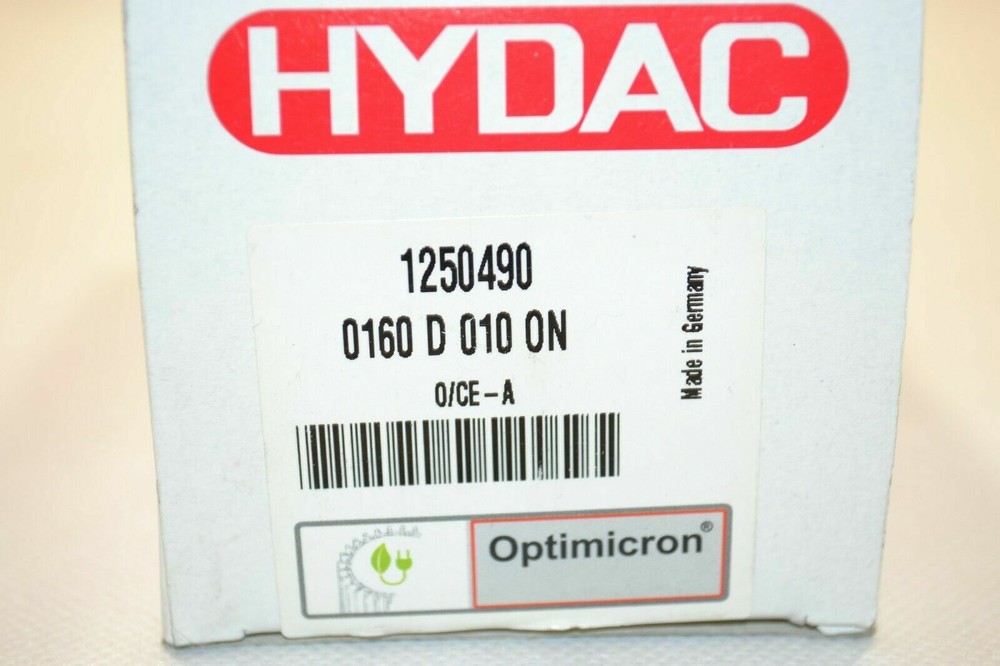 HYDAC
1250490
0160 D 010 ON
O/CE-A
Made in Germany
Optimicron®